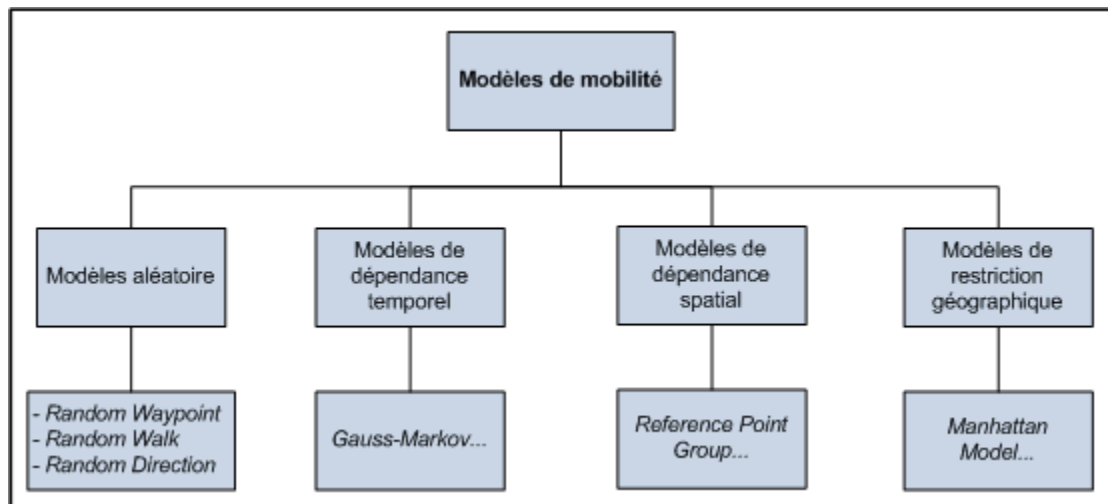 Modèles de mobilité
Modèles aléatoire
Modèles de
dépendance
temporel
Modèles de
dépendance
spatial
Modèles de
restriction
géographique
- Random Waypoint
- Random Walk
- Random Direction
Gauss-Markov...
Reference Point
Group...
Manhattan
Model...